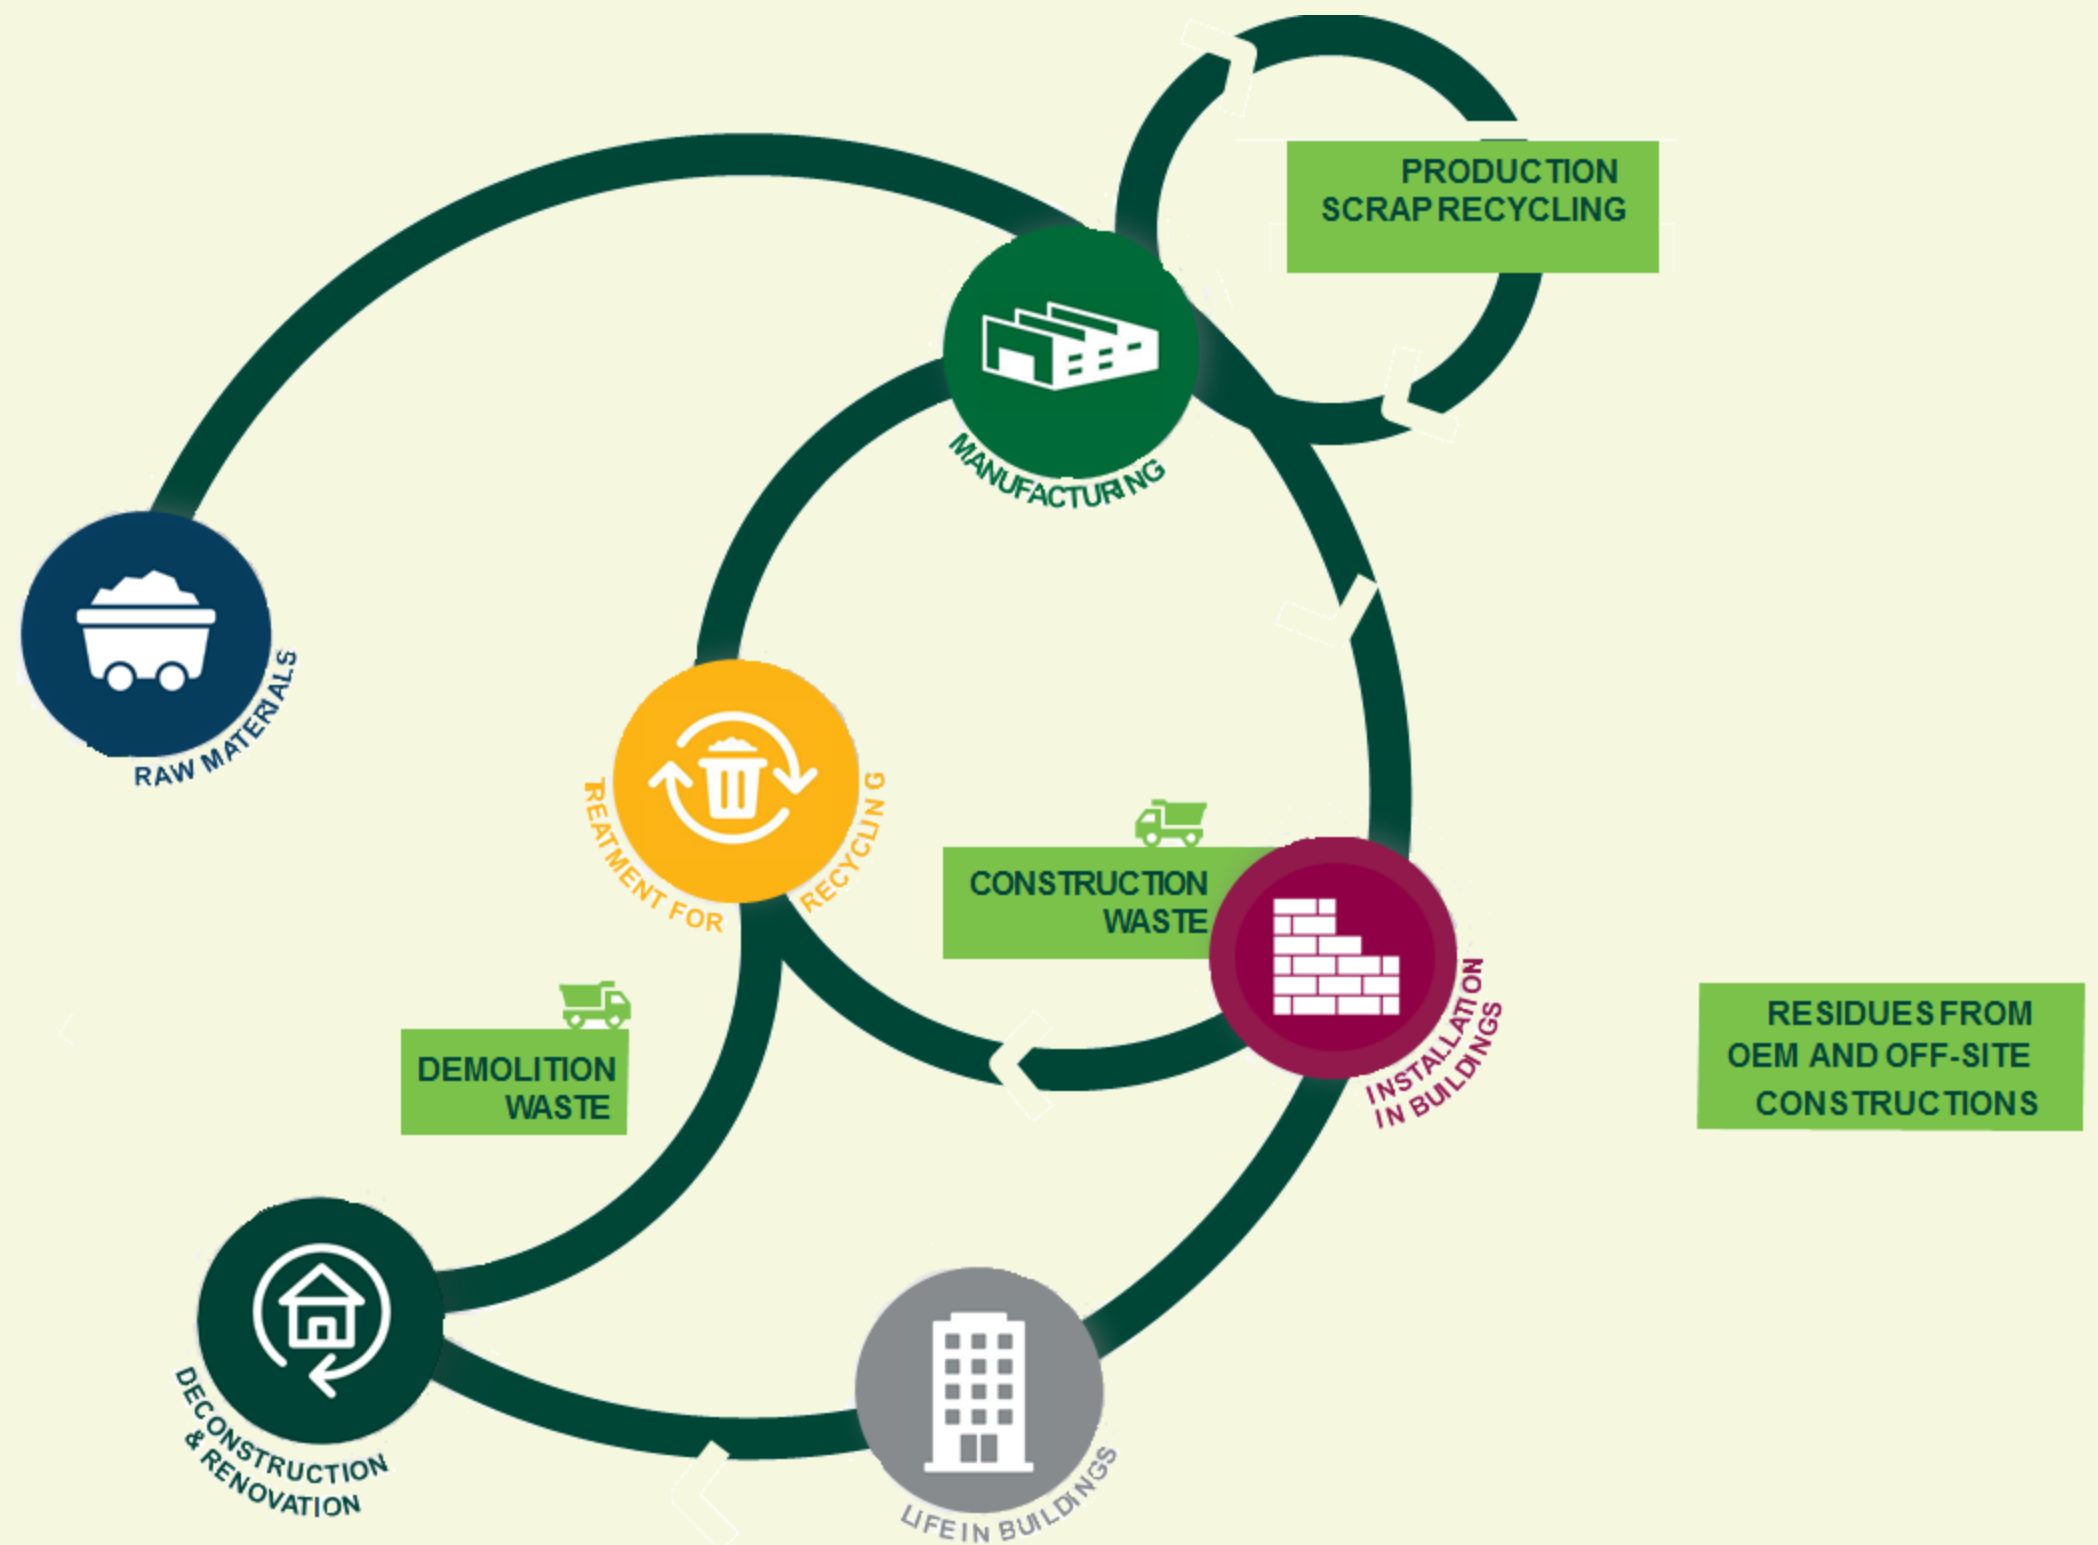 PRODUCTION
SCRAP RECYCLING
MANUFACTURING
RAW MATERIALS
TREATMENT FOR RECYCLING
CONSTRUCTION
WASTE
INSTALLATION
IN BUILDINGS
RESIDUES FROM
OEM AND OFF-SITE
CONSTRUCTIONS
DEMOLITION
WASTE
DECONSTRUCTION
& RENOVATION
LIFE IN BUILDINGS